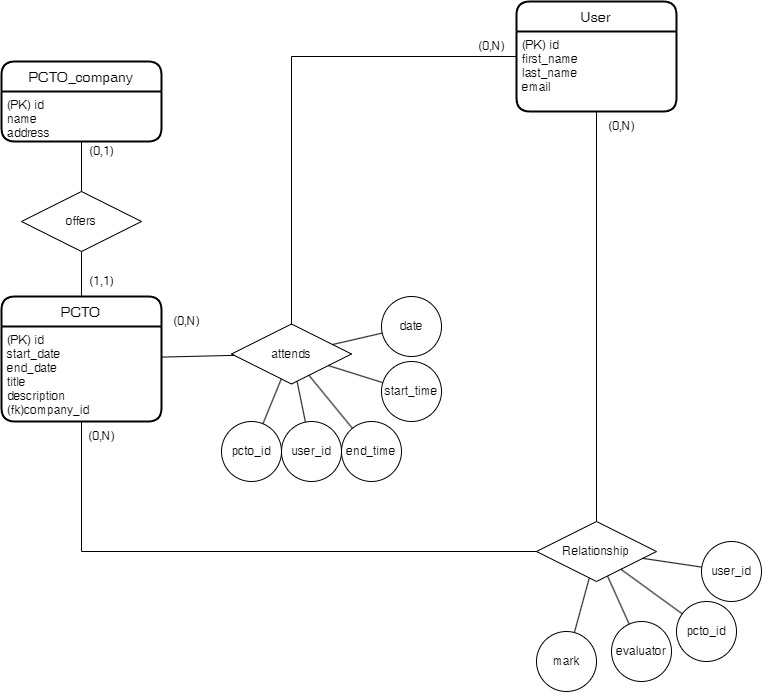 User
(0,N)
(PK) id
first_name
last_name
email
PCTO_company
(PK) id
name
address
(0,N)
(0,1)
offers
(1,1)
PCTO
(0,N)
(PK) id
start_date
end_date
title
description
(fk)company_id
date
attends
start_time
(0,N)
pcto_id
user_id
end_time
Relationship
user_id
pcto_id
evaluator
mark